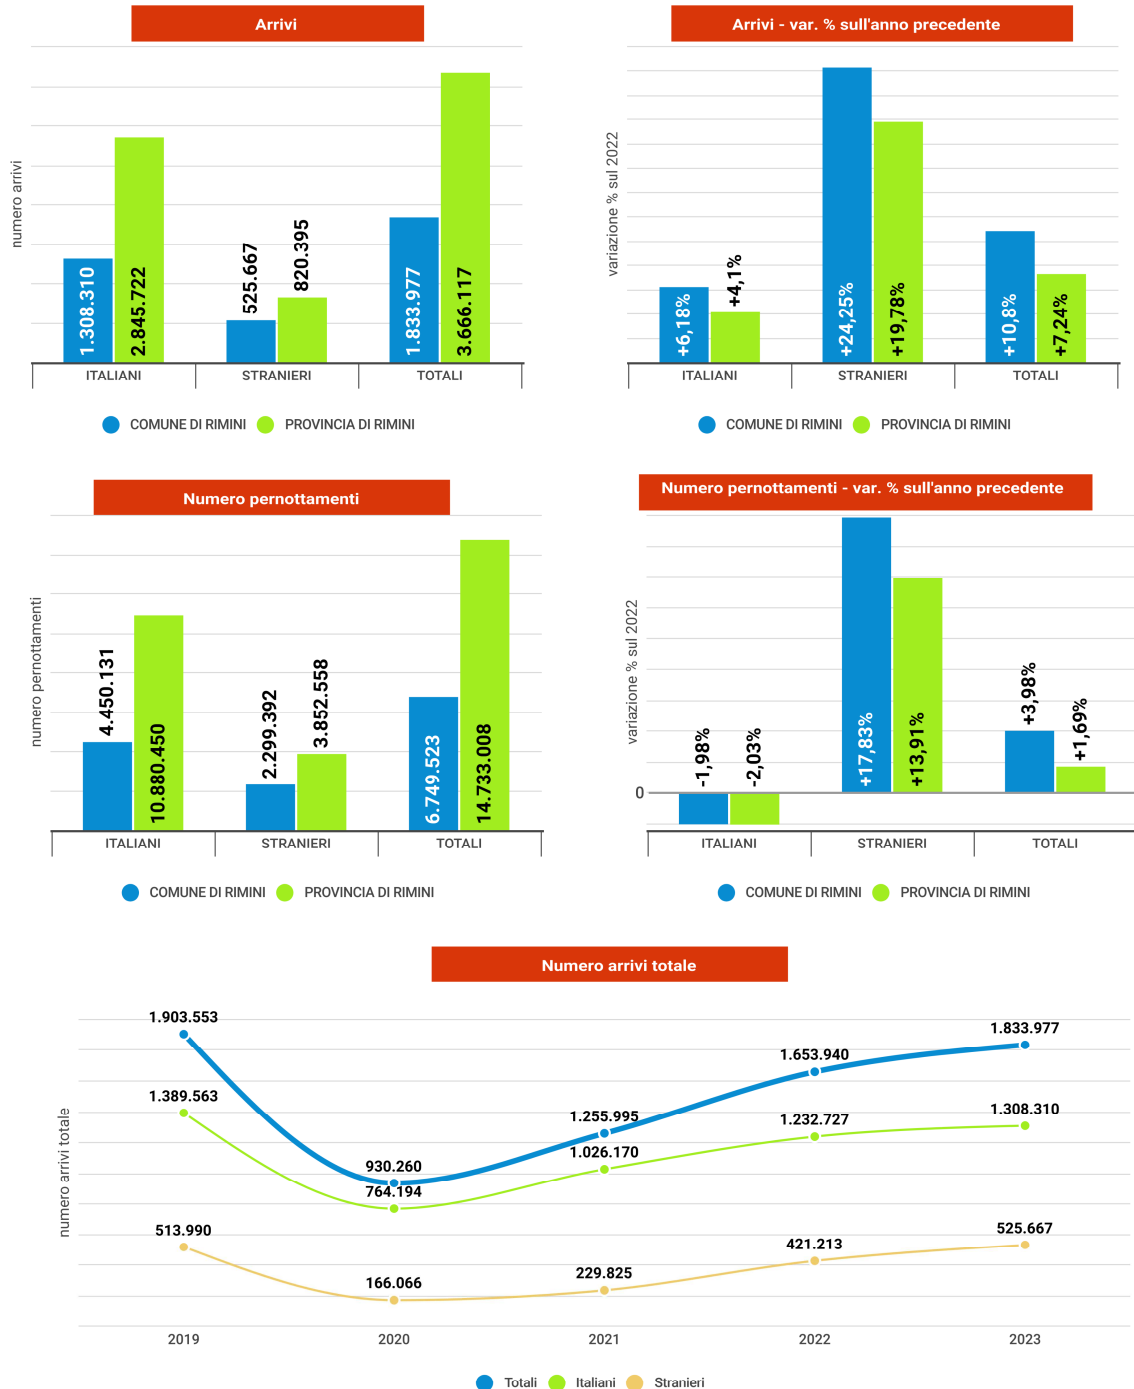 Arrivi
numero arrivi
1.308.310
2.845.722
525.667
820.395
1.833.977
3.666.117
ITALIANI
STRANIERI
TOTALI
COMUNE DI RIMINI
PROVINCIA DI RIMINI
Arrivi - var. % sull'anno precedente
variazione % sul 2022
+6,18%
+4,1%
+24,25%
+19,78%
+10,8%
+7,24%
ITALIANI
STRANIERI
TOTALI
COMUNE DI RIMINI
PROVINCIA DI RIMINI
Numero pernottamenti
numero pernottamenti
4.450.131
10.880.450
2.299.392
3.852.558
6.749.523
14.733.008
ITALIANI
STRANIERI
TOTALI
COMUNE DI RIMINI
PROVINCIA DI RIMINI
Numero pernottamenti - var. % sull'anno precedente
variazione % sul 2022
0
-1,98%
-2,03%
+17,83%
+13,91%
+3,98%
+1,69%
ITALIANI
STRANIERI
TOTALI
COMUNE DI RIMINI
PROVINCIA DI RIMINI
Numero arrivi totale
numero arrivi totale
1.903.553
930.260
1.255.995
1.653.940
1.833.977
1.389.563
764.194
1.026.170
1.232.727
1.308.310
513.990
166.066
229.825
421.213
525.667
2019
2020
2021
2022
2023
Totali
Italiani
Stranieri